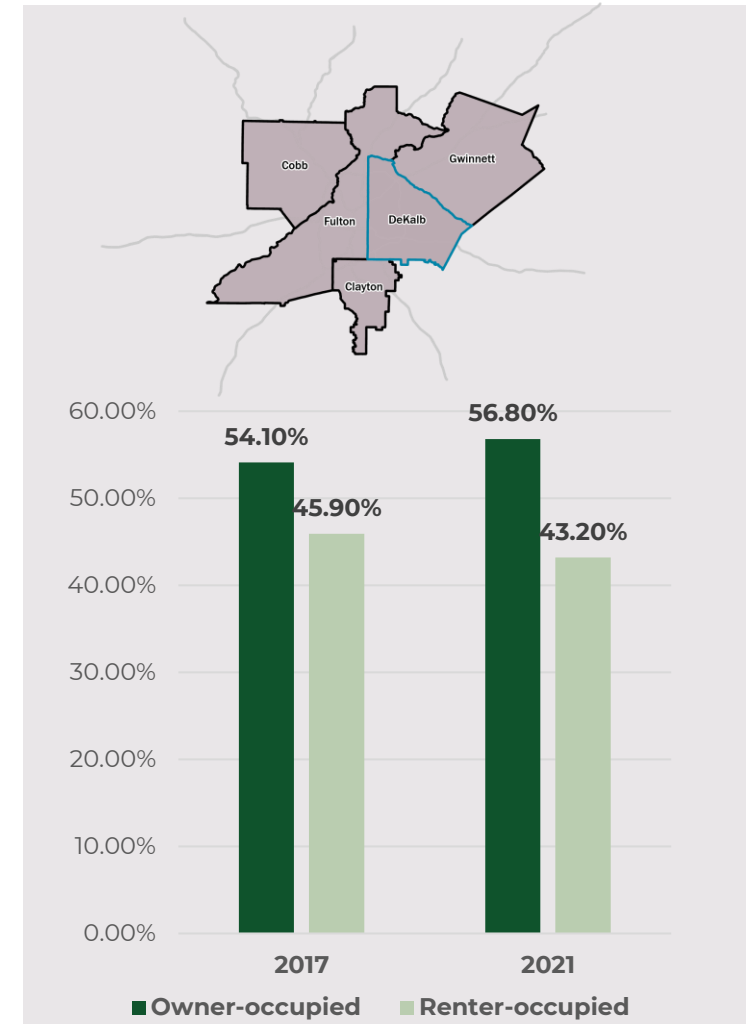 Gwinnett
Cobb
Fulton
DeKalb
Clayton
60.00%
56.80%
54.10%
50.00%
45.90%
43.20%
40.00%
30.00%
20.00%
10.00%
0.00%
2017
2021
Owner-occupied
Renter-occupied